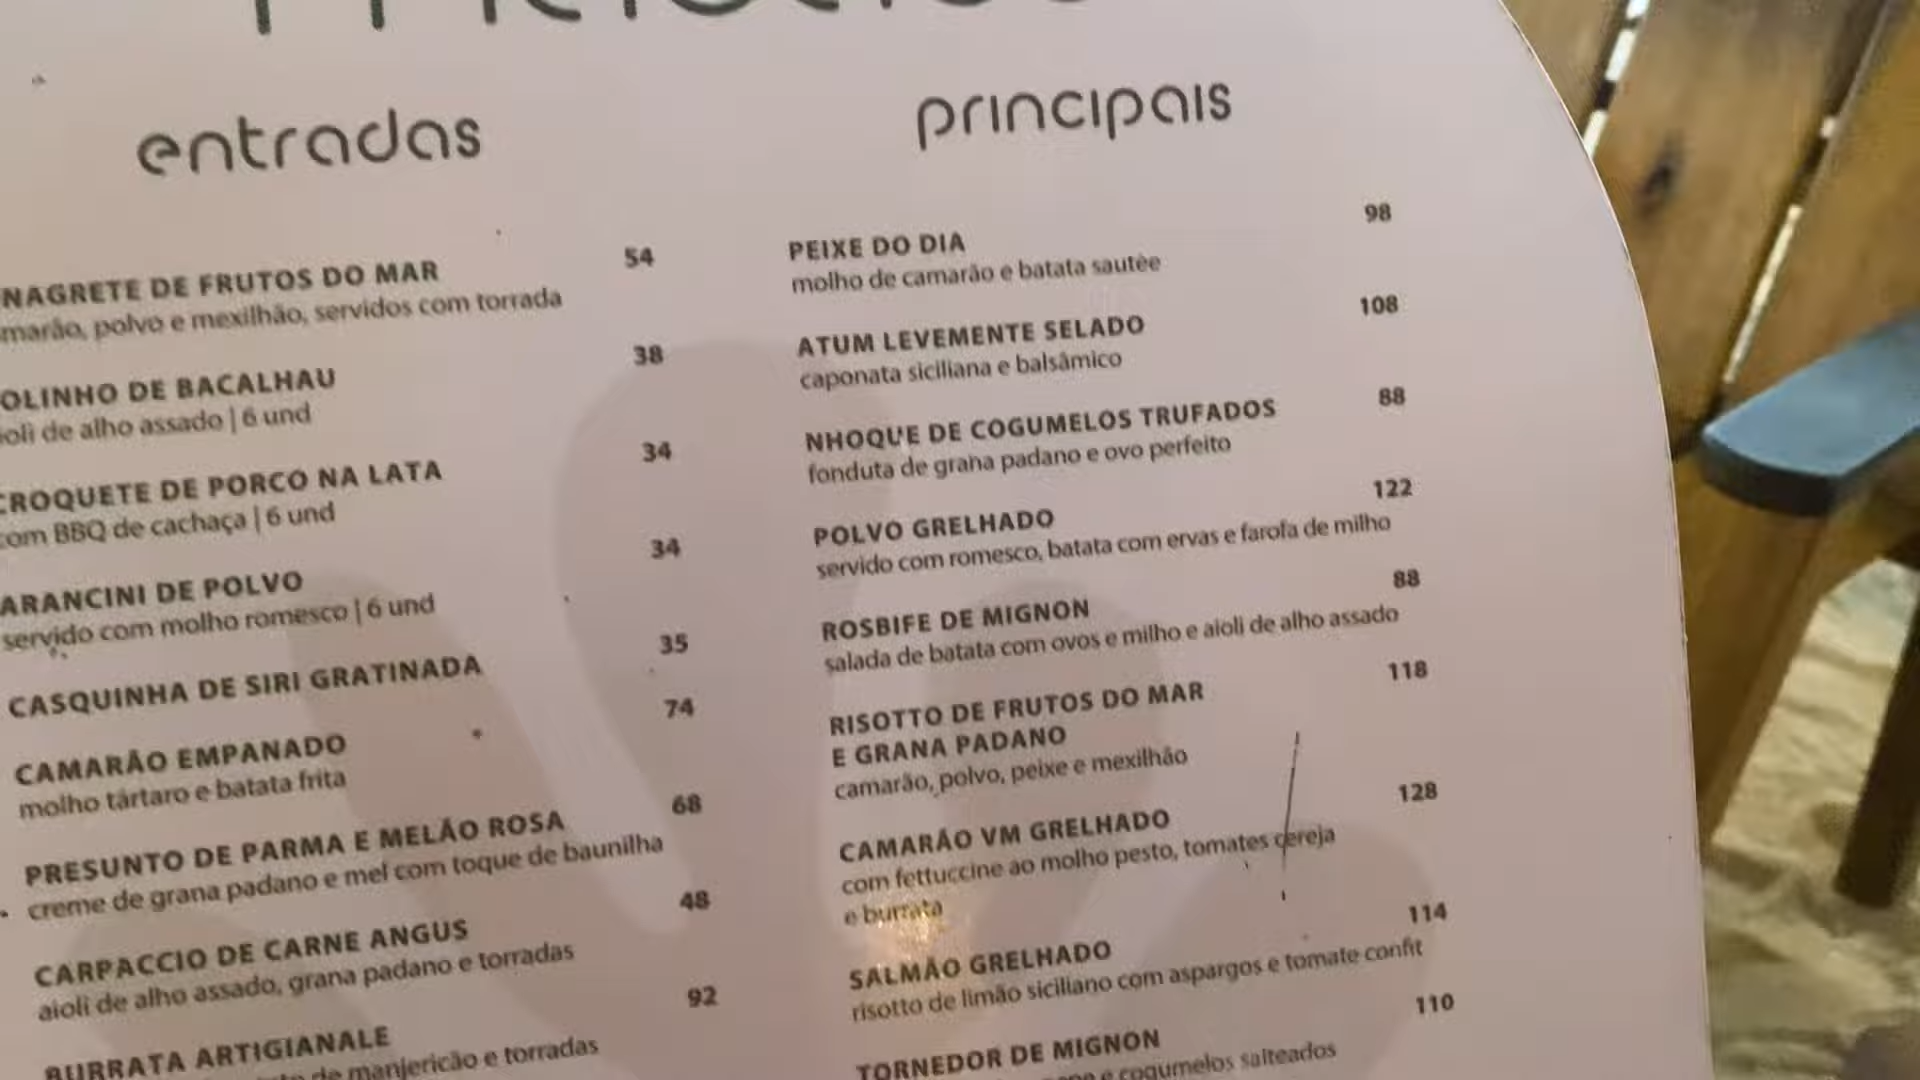 entradas
NAGRETE DE FRUTOS DO MAR 54
marão, polvo e mexilhão, servidos com torrada
OLINHO DE BACALHAU 38
ioli de alho assado | 6 und
CROQUETE DE PORCO NA LATA 34
com BBQ de cachaça | 6 und
ARANCINI DE POLVO 34
servido com molho romesco | 6 und
CASQUINHA DE SIRI GRATINADA 35
CAMARÃO EMPANADO 74
molho tártaro e batata frita
PRESUNTO DE PARMA E MELÃO ROSA 68
creme de grana padano e mel com toque de baunilha
CARPACCIO DE CARNE ANGUS 48
aioli de alho assado, grana padano e torradas
BURRATA ARTIGIANALE 92
de manjericão e torradas
principais
PEIXE DO DIA 98
molho de camarão e batata sautèe
ATUM LEVEMENTE SELADO 108
caponata siciliana e balsâmico
NHOQUE DE COGUMELOS TRUFADOS 88
fonduta de grana padano e ovo perfeito
POLVO GRELHADO 122
servido com romesco, batata com ervas e farofa de milho
ROSBIFE DE MIGNON 88
salada de batata com ovos e milho e aioli de alho assado
RISOTTO DE FRUTOS DO MAR 118
E GRANA PADANO
camarão, polvo, peixe e mexilhão
CAMARÃO VM GRELHADO 128
com fettuccine ao molho pesto, tomates cereja
e burrata
SALMÃO GRELHADO 114
risotto de limão siciliano com aspargos e tomate confit
TORNEDOR DE MIGNON 110
e cogumelos salteados